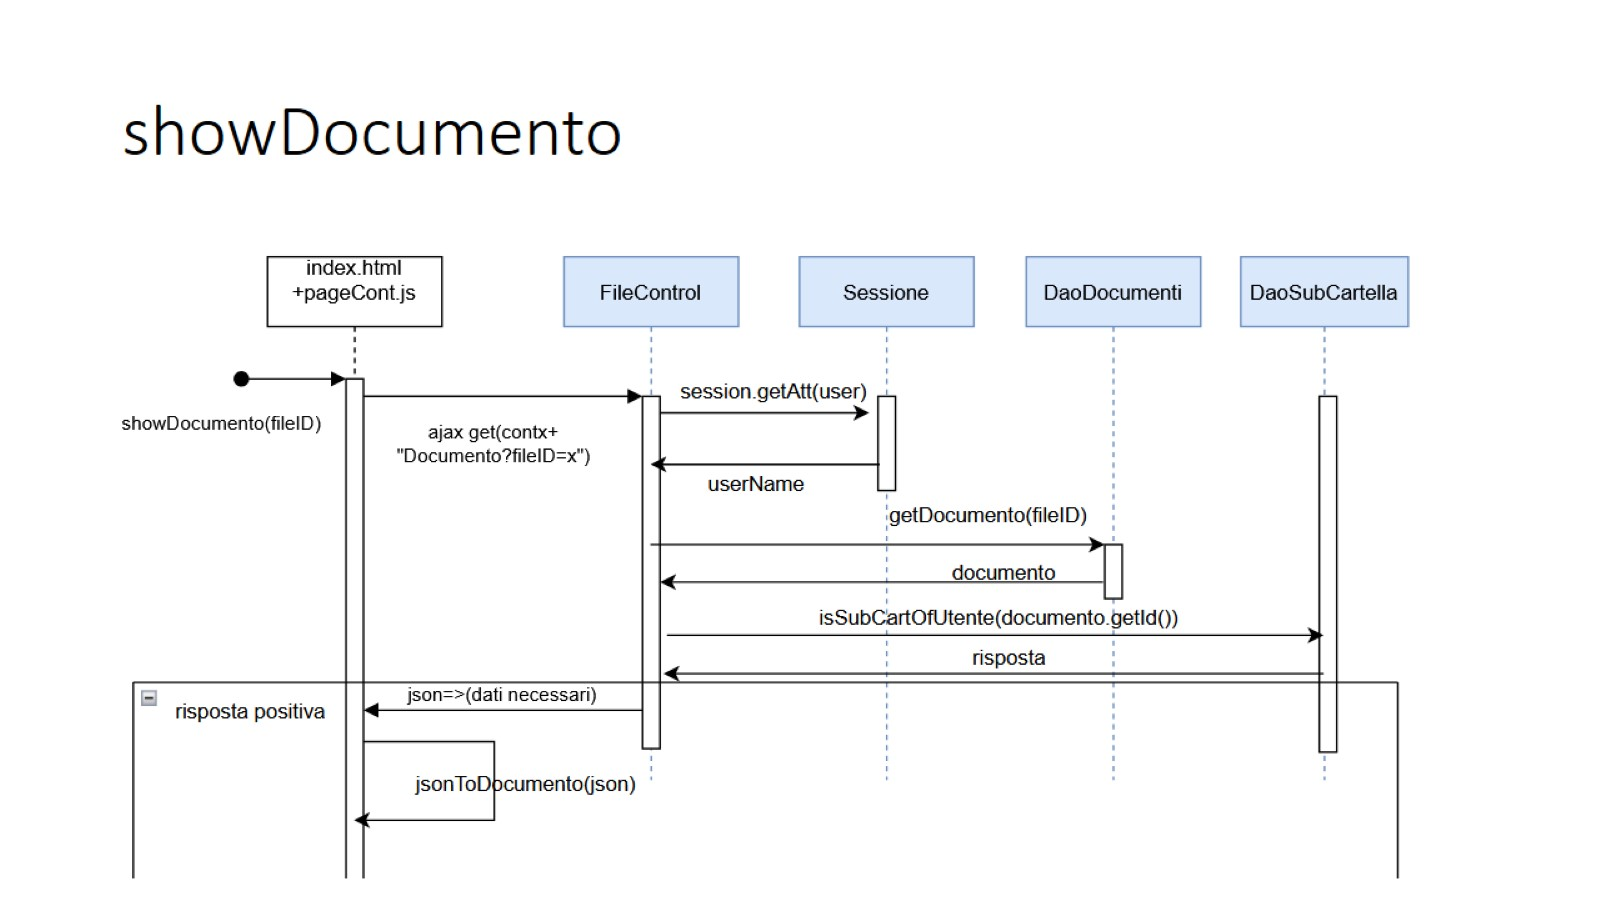 showDocumento
index.html
+pageCont.js
FileControl
Sessione
DaoDocumenti
DaoSubCartella
showDocumento(fileID)
ajax get(contx+
"Documento?fileID=x")
session.getAtt(user)
userName
getDocumento(fileID)
documento
isSubCartOfUtente(documento.getId())
risposta
json=>(dati necessari)
risposta positiva
jsonToDocumento(json)